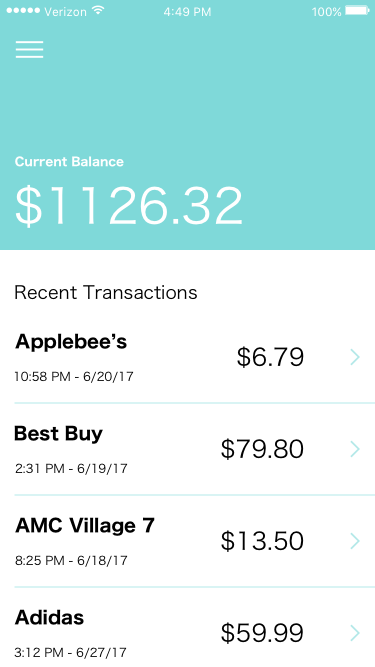 Verizon 4:49 PM 100%
Current Balance
$1126.32
Recent Transactions
Applebee’s
$6.79
10:58 PM - 6/20/17
Best Buy
$79.80
2:31 PM - 6/19/17
AMC Village 7
$13.50
8:25 PM - 6/18/17
Adidas
$59.99
3:12 PM - 6/27/17